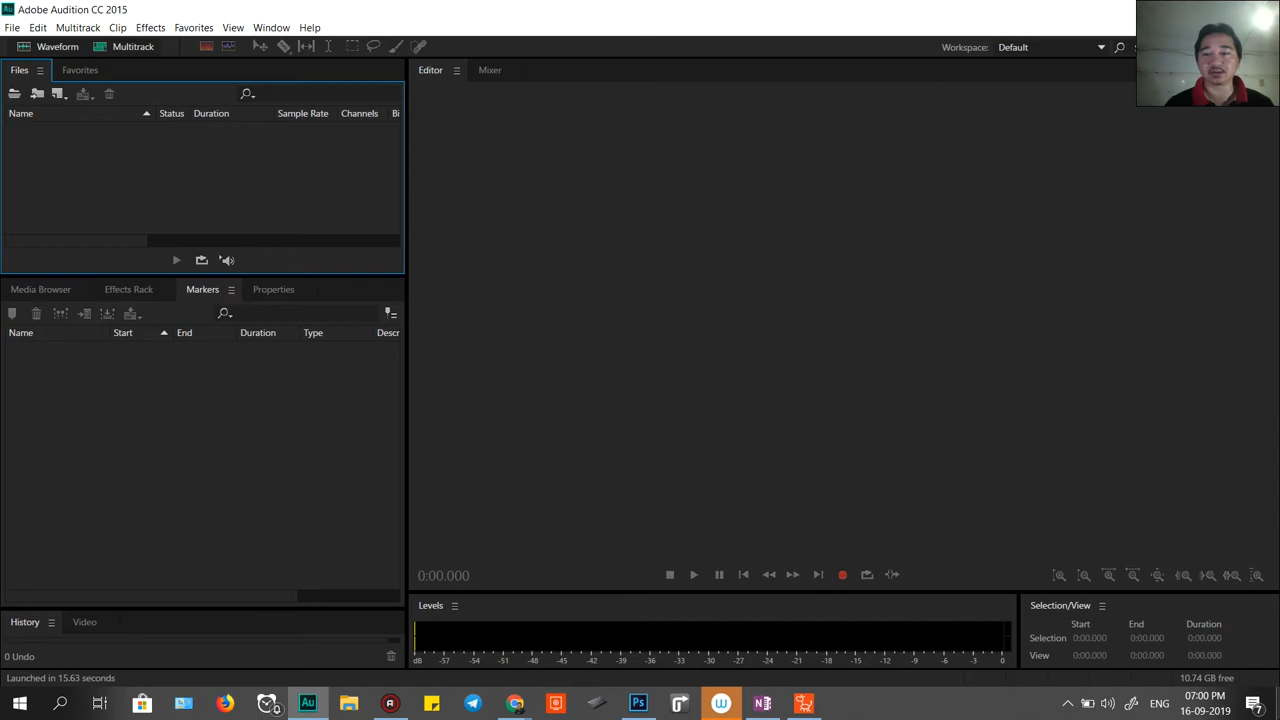 Au Adobe Audition CC 2015
File Edit Multitrack Clip Effects Favorites View Window Help
Waveform Multitrack Workspace: Default
Files Favorites
Name Status Duration Sample Rate Channels Bi
Editor Mixer
Media Browser Effects Rack Markers Properties
Name Start End Duration Type Descr
0:00.000
History Video
0 Undo
Levels
dB -57 -54 -51 -48 -45 -42 -39 -36 -33 -30 -27 -24 -21 -18 -15 -12 -9 -6 -3 0
Selection/View
Start End Duration
Selection 0:00.000 0:00.000 0:00.000
View 0:00.000 0:00.000 0:00.000
Launched in 15.63 seconds 10.74 GB free
Au Ps W N ENG 07:00 PM
16-09-2019 7